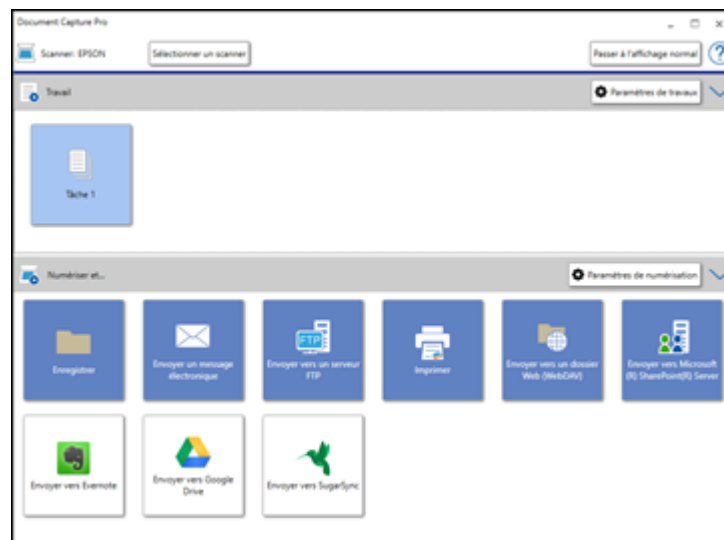 Document Capture Pro
Scanner: EPSON
Sélectionner un scanner
Passer à l'affichage normal
?
Travail
Paramètres de travaux
Tâche 1
Numériser et...
Paramètres de numérisation
Enregistrer
Envoyer un message
électronique
FTP
Envoyer vers un serveur
FTP
Imprimer
Envoyer vers un dossier
Web (WebDAV)
Envoyer vers Microsoft
(R) SharePoint(R) Server
Envoyer vers Evernote
Envoyer vers Google
Drive
Envoyer vers SugarSync